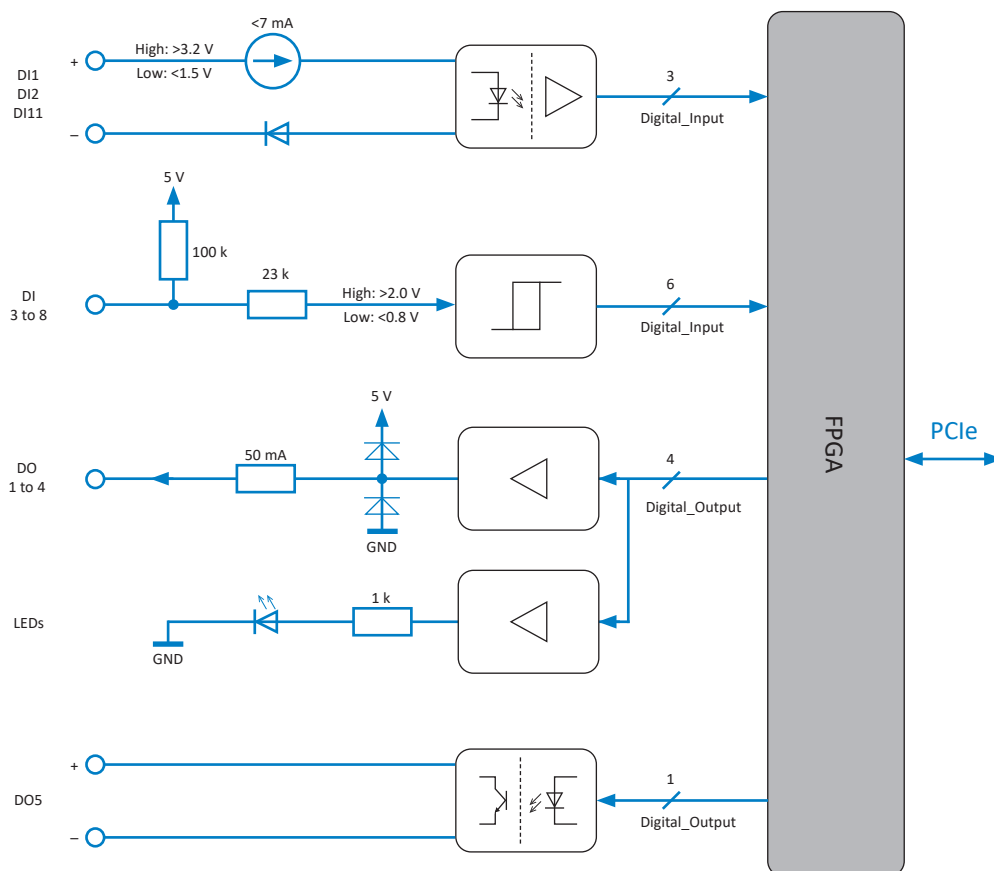 <7 mA
+
High: >3.2 V
Low: <1.5 V
DI1
DI2
DI11
–
3
Digital_Input
5 V
100 k
23 k
DI
3 to 8
High: >2.0 V
Low: <0.8 V
6
Digital_Input
5 V
50 mA
DO
1 to 4
GND
4
Digital_Output
FPGA
PCIe
1 k
LEDs
GND
+
DO5
–
1
Digital_Output